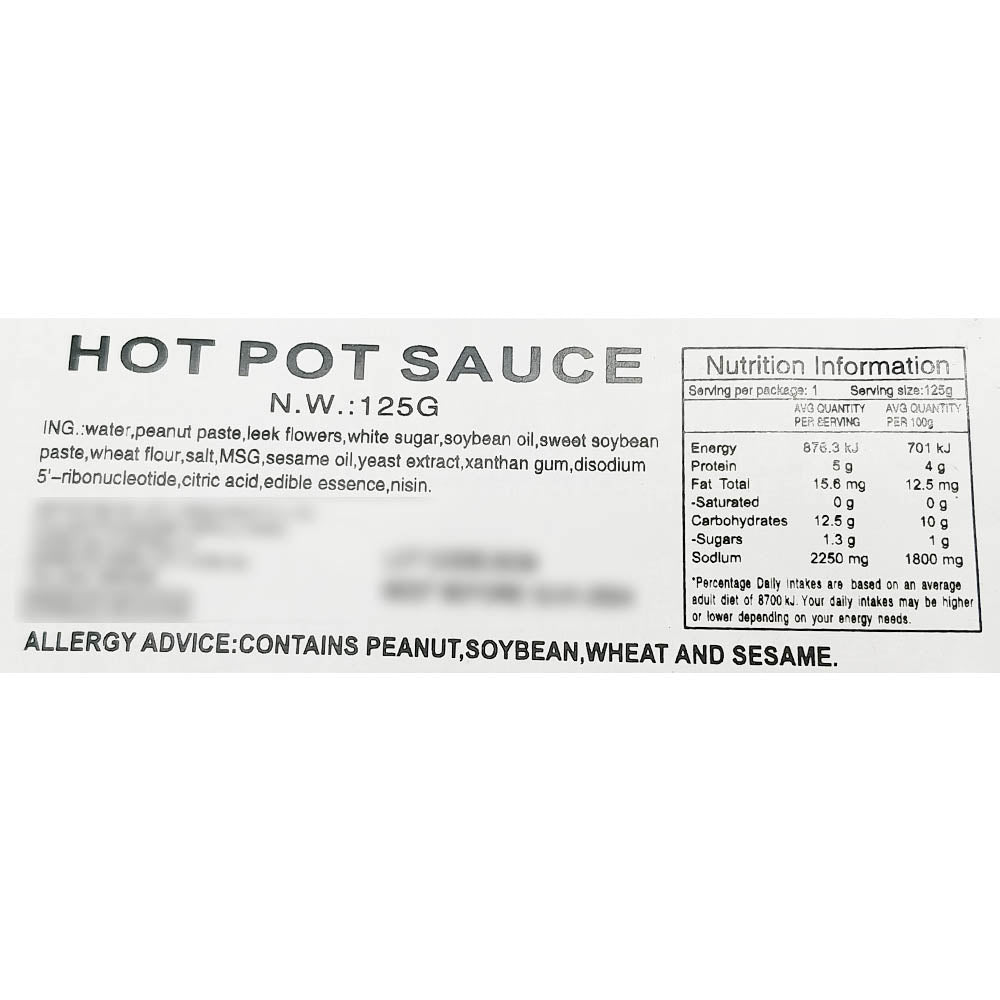 HOT POT SAUCE
N.W.:125G
ING.:water,peanut paste,leek flowers,white sugar,soybean oil,sweet soybean
paste,wheat flour,salt,MSG,sesame oil,yeast extract,xanthan gum,disodium
5'–ribonucleotide,citric acid,edible essence,nisin.
ALLERGY ADVICE:CONTAINS PEANUT,SOYBEAN,WHEAT AND SESAME.
Nutrition Information
Serving per package: 1 Serving size:125g
AVG QUANTITY AVG QUANTITY
PER SERVING PER 100g
Energy 876.3 kJ 701 kJ
Protein 5 g 4 g
Fat Total 15.6 mg 12.5 mg
-Saturated 0 g 0 g
Carbohydrates 12.5 g 10 g
-Sugars 1.3 g 1 g
Sodium 2250 mg 1800 mg
*Percentage Daily intakes are based on an average
adult diet of 8700 kJ. Your daily intakes may be higher
or lower depending on your energy needs.